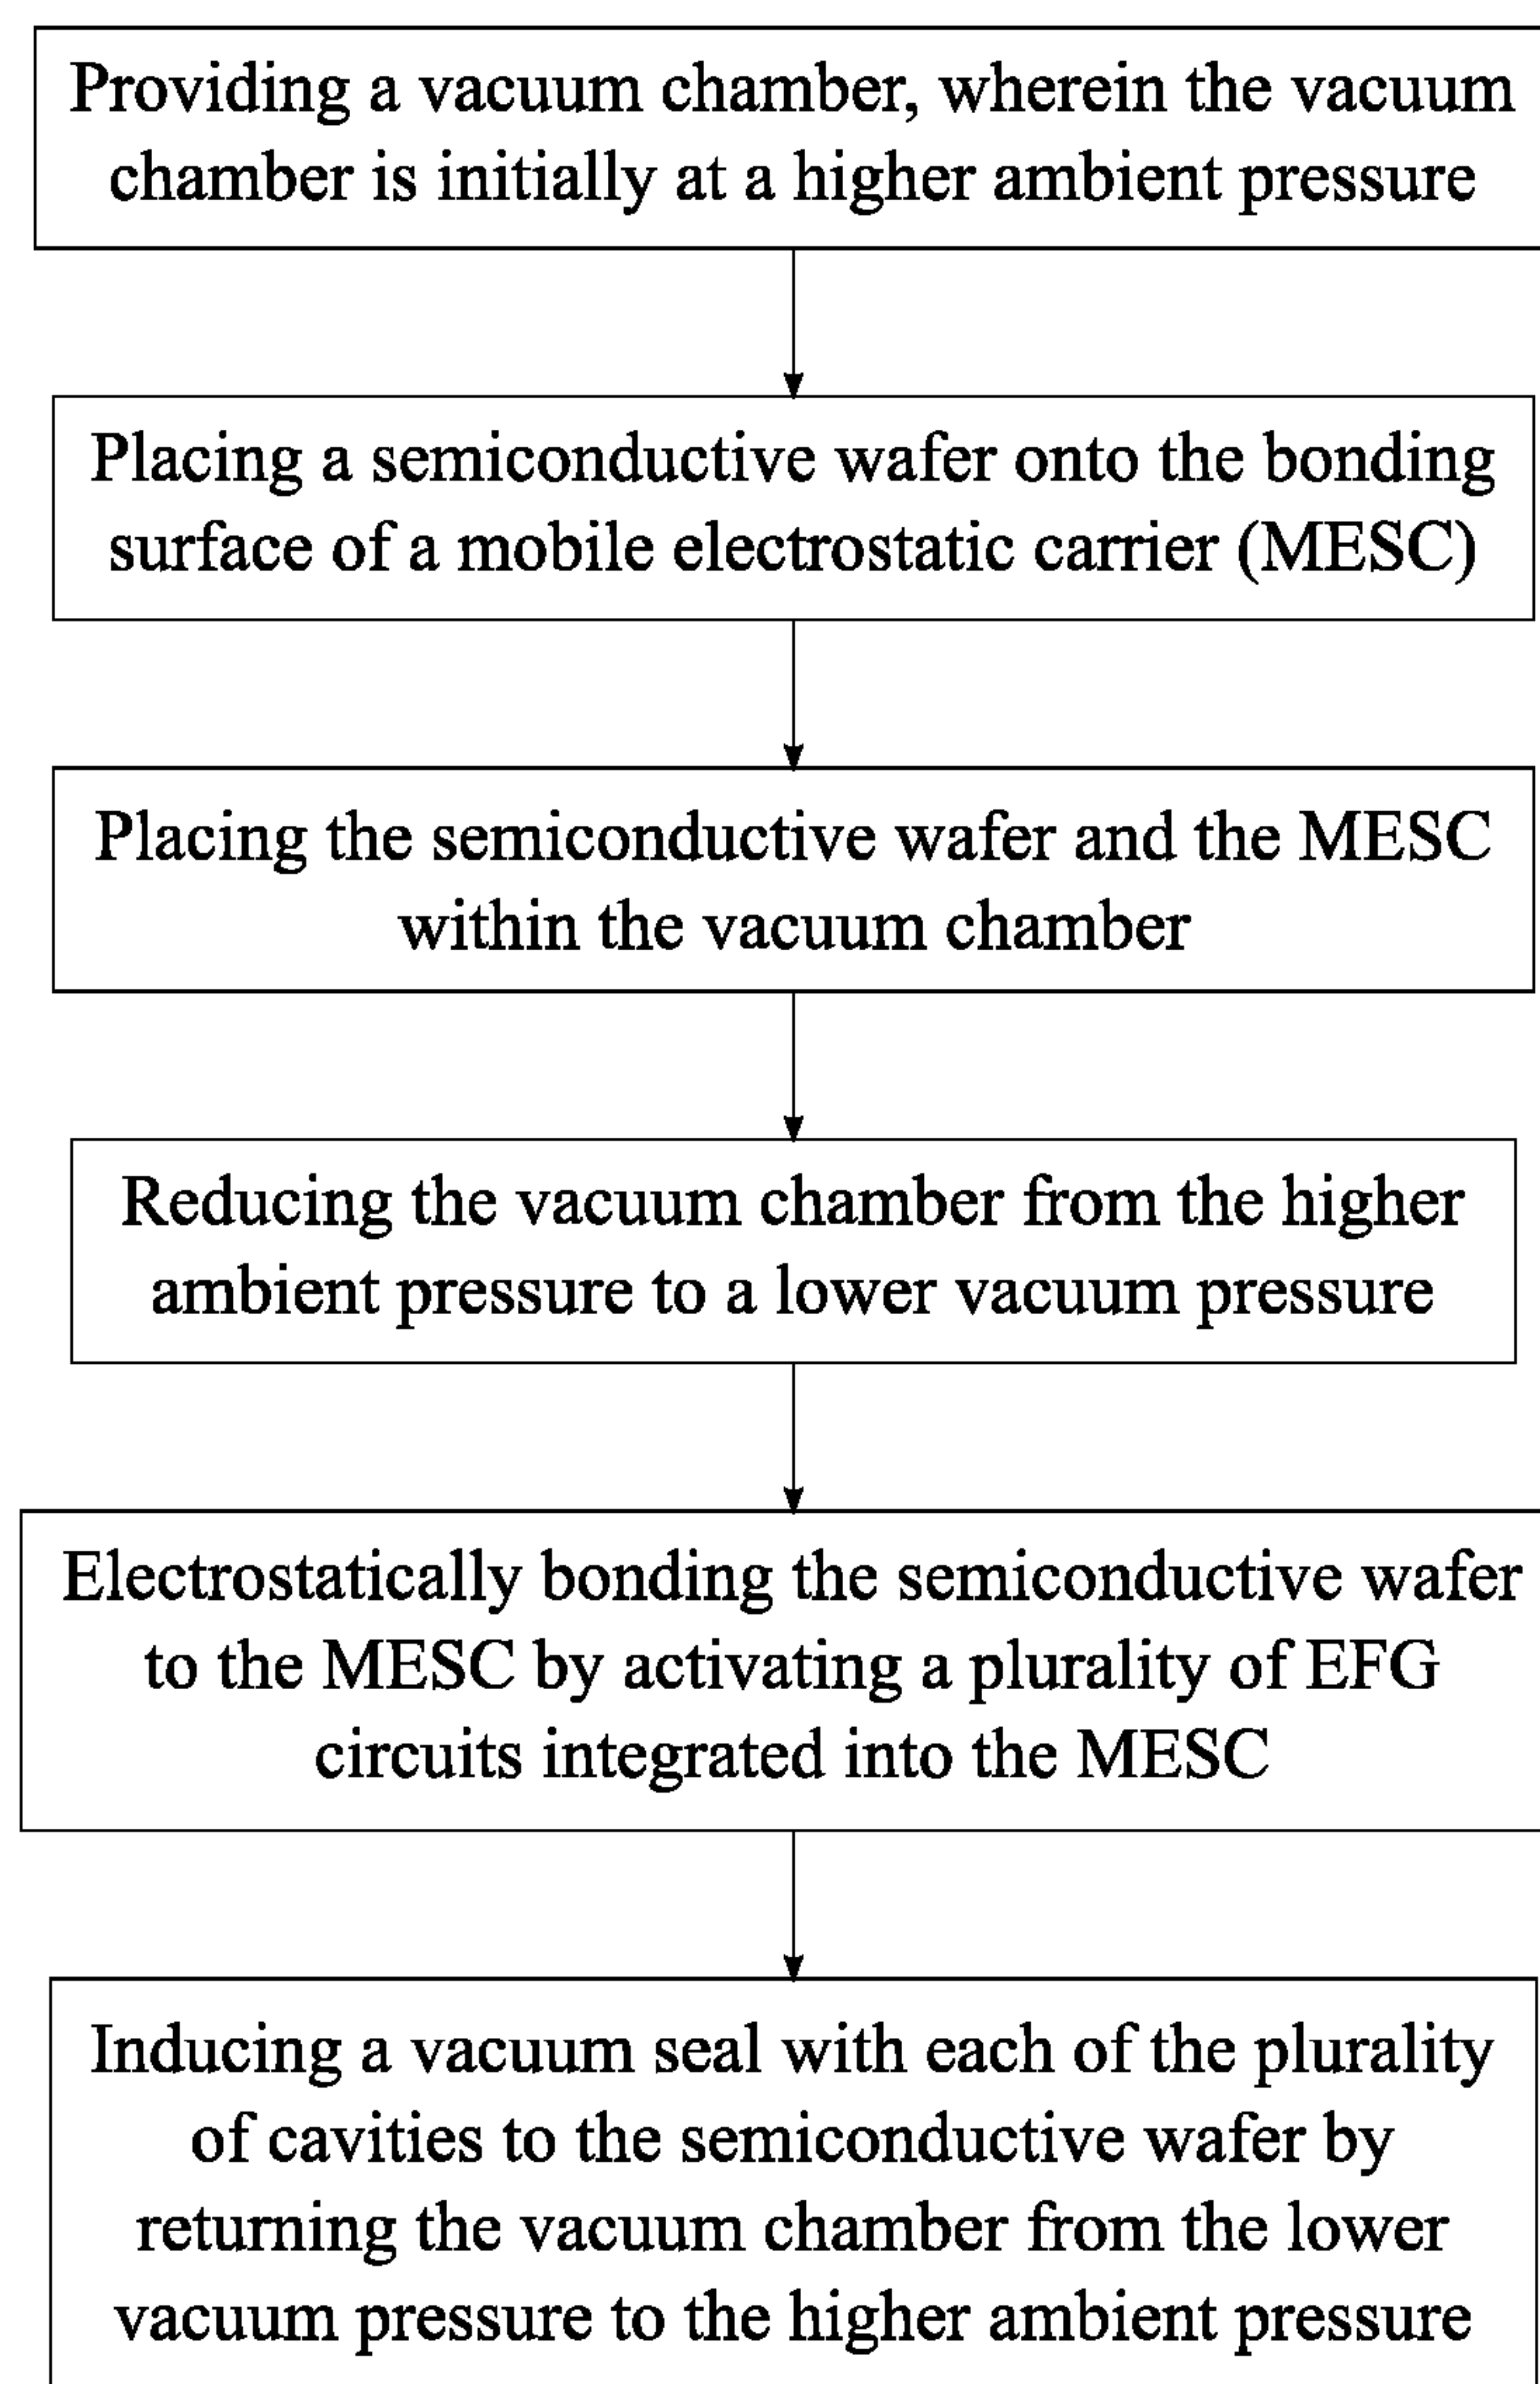 Providing a vacuum chamber, wherein the vacuum
chamber is initially at a higher ambient pressure
Placing a semiconductive wafer onto the bonding
surface of a mobile electrostatic carrier (MESC)
Placing the semiconductive wafer and the MESC
within the vacuum chamber
Reducing the vacuum chamber from the higher
ambient pressure to a lower vacuum pressure
Electrostatically bonding the semiconductive wafer
to the MESC by activating a plurality of EFG
circuits integrated into the MESC
Inducing a vacuum seal with each of the plurality
of cavities to the semiconductive wafer by
returning the vacuum chamber from the lower
vacuum pressure to the higher ambient pressure